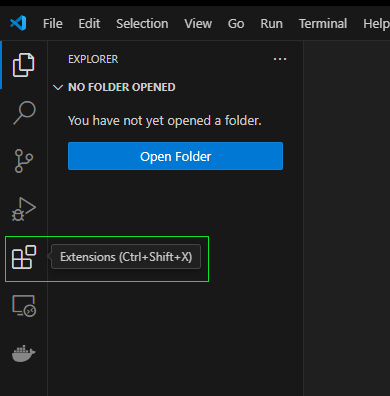 File Edit Selection View Go Run Terminal Help
EXPLORER
NO FOLDER OPENED
You have not yet opened a folder.
Open Folder
Extensions (Ctrl+Shift+X)